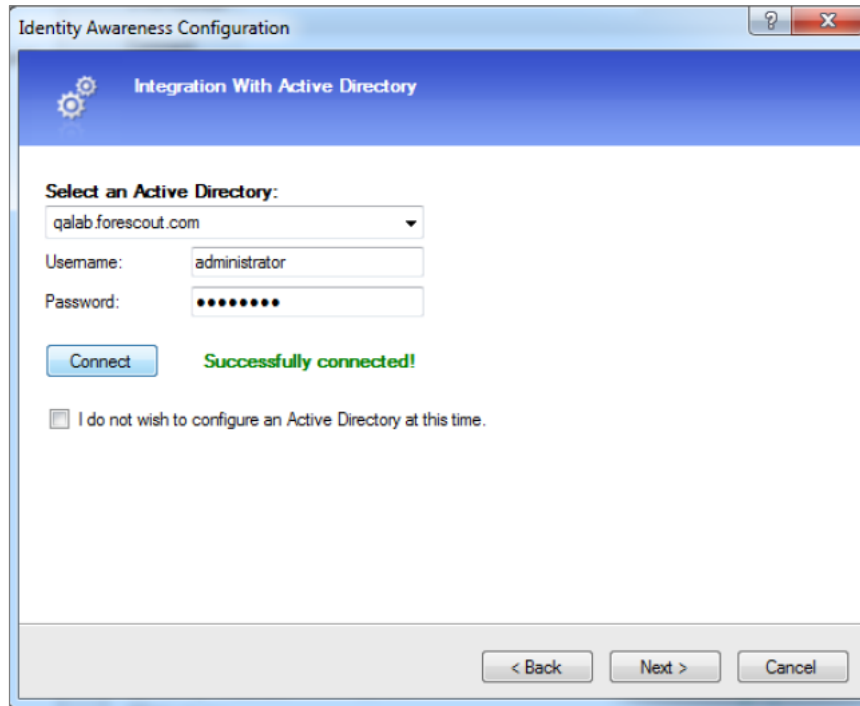 Identity Awareness Configuration
?
Integration With Active Directory
Select an Active Directory:
qalab.forescout.com
Username:
administrator
Password:
••••••••
Connect
Successfully connected!
I do not wish to configure an Active Directory at this time.
< Back
Next >
Cancel